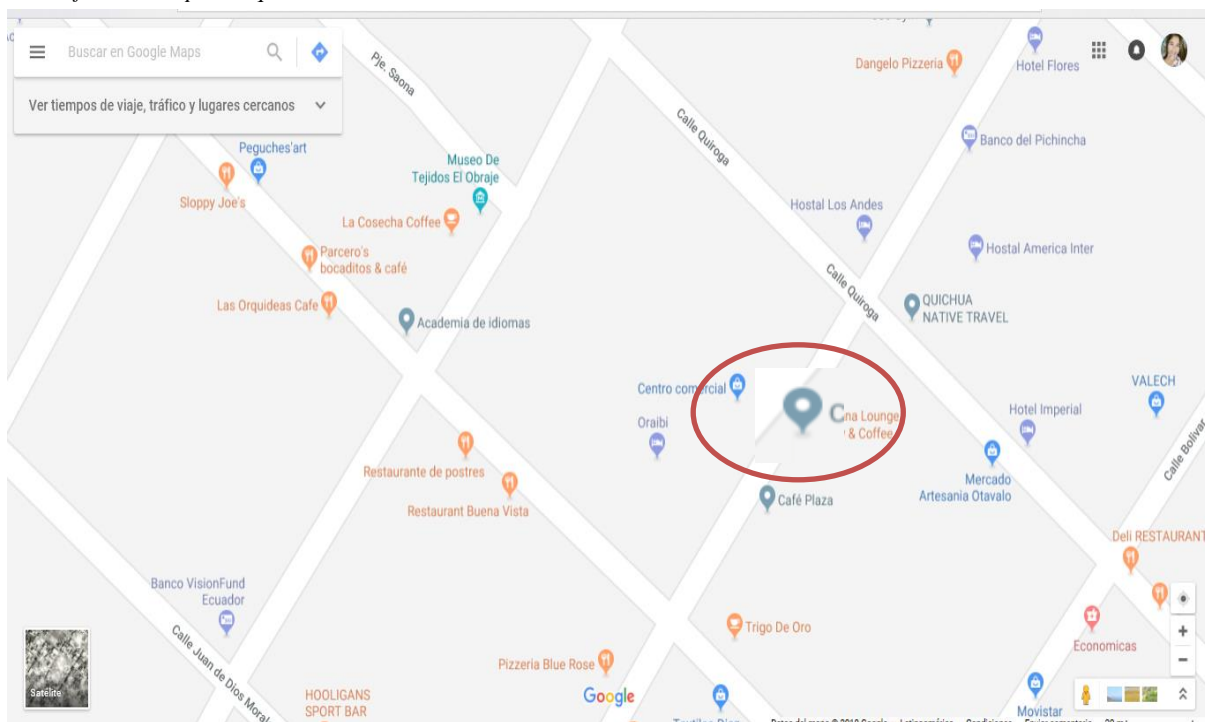 Buscar en Google Maps
Ver tiempos de viaje, tráfico y lugares cercanos
Pje. Saona
Calle Quiroga
Dangelo Pizzeria
Hotel Flores
Banco del Pichincha
Peguches'art
Museo De
Tejidos El Obraje
Sloppy Joe's
La Cosecha Coffee
Hostal Los Andes
Hostal America Inter
Parcero's
bocaditos & café
Calle Quiroga
Las Orquideas Cafe
Academia de idiomas
QUICHUA
NATIVE TRAVEL
Centro comercial
VALECH
Oraibi
C
na Lounge
& Coffee
Hotel Imperial
Calle Bolívar
Restaurante de postres
Restaurant Buena Vista
Café Plaza
Mercado
Artesania Otavalo
Deli RESTAURANT
Banco VisionFund
Ecuador
Trigo De Oro
Economicas
Calle Juan de Dios Moral
Pizzeria Blue Rose
Satélite
HOOLIGANS
SPORT BAR
Google
Movistar